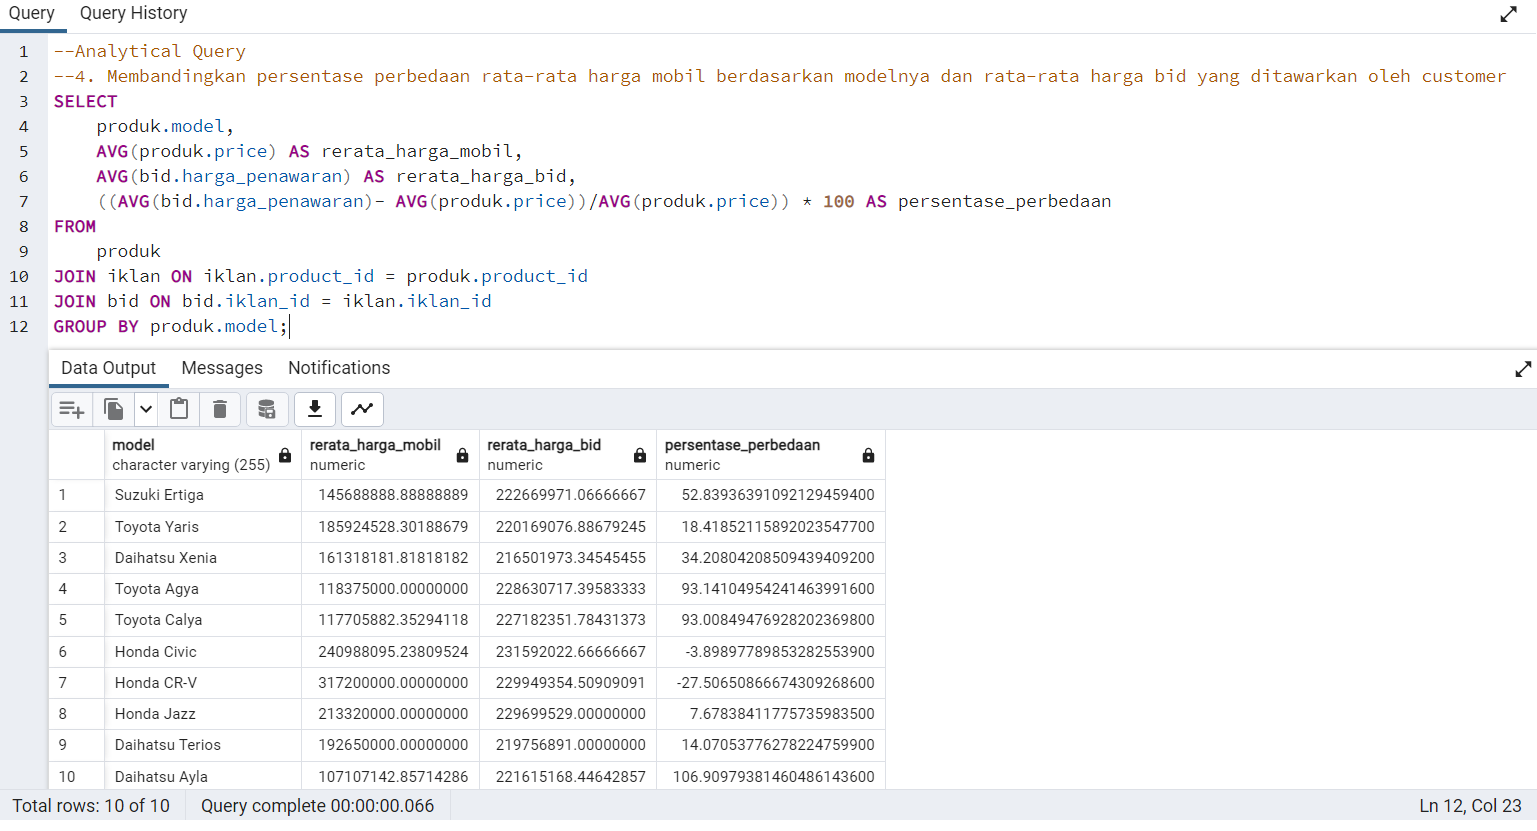 Query Query History
1 --Analytical Query
2 --4. Membandingkan persentase perbedaan rata-rata harga mobil berdasarkan modelnya dan rata-rata harga bid yang ditawarkan oleh customer
3 SELECT
4 produk.model,
5 AVG(produk.price) AS rerata_harga_mobil,
6 AVG(bid.harga_penawaran) AS rerata_harga_bid,
7 ((AVG(bid.harga_penawaran)- AVG(produk.price))/AVG(produk.price)) * 100 AS persentase_perbedaan
8 FROM
9 produk
10 JOIN iklan ON iklan.product_id = produk.product_id
11 JOIN bid ON bid.iklan_id = iklan.iklan_id
12 GROUP BY produk.model;
Data Output Messages Notifications
model rerata_harga_mobil rerata_harga_bid persentase_perbedaan
character varying (255) numeric numeric numeric
1 Suzuki Ertiga 145688888.88888889 222669971.06666667 52.83936391092129459400
2 Toyota Yaris 185924528.30188679 220169076.88679245 18.41852115892023547700
3 Daihatsu Xenia 161318181.81818182 216501973.34545455 34.20804208509439409200
4 Toyota Agya 118375000.00000000 228630717.39583333 93.14104954241463991600
5 Toyota Calya 117705882.35294118 227182351.78431373 93.00849476928202369800
6 Honda Civic 240988095.23809524 231592022.66666667 -3.89897789853282553900
7 Honda CR-V 317200000.00000000 229949354.50909091 -27.50650866674309268600
8 Honda Jazz 213320000.00000000 229699529.00000000 7.67838411775735983500
9 Daihatsu Terios 192650000.00000000 219756891.00000000 14.07053776278224759900
10 Daihatsu Ayla 107107142.85714286 221615168.44642857 106.90979381460486143600
Total rows: 10 of 10 Query complete 00:00:00.066 Ln 12, Col 23